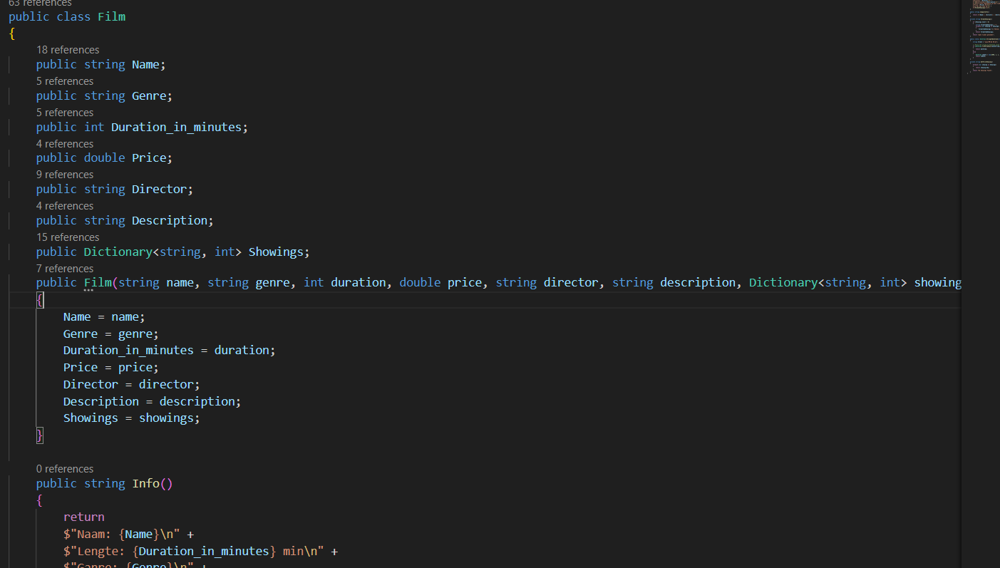 63 references
public class Film
{
18 references
public string Name;
5 references
public string Genre;
5 references
public int Duration_in_minutes;
4 references
public double Price;
9 references
public string Director;
4 references
public string Description;
15 references
public Dictionary<string, int> Showings;
7 references
public Film(string name, string genre, int duration, double price, string director, string description, Dictionary<string, int> showing
{
Name = name;
Genre = genre;
Duration_in_minutes = duration;
Price = price;
Director = director;
Description = description;
Showings = showings;
}
0 references
public string Info()
{
return
$"Naam: {Name}\n" +
$"Lengte: {Duration_in_minutes} min\n" +
$"Genre: {Genre}\n" +